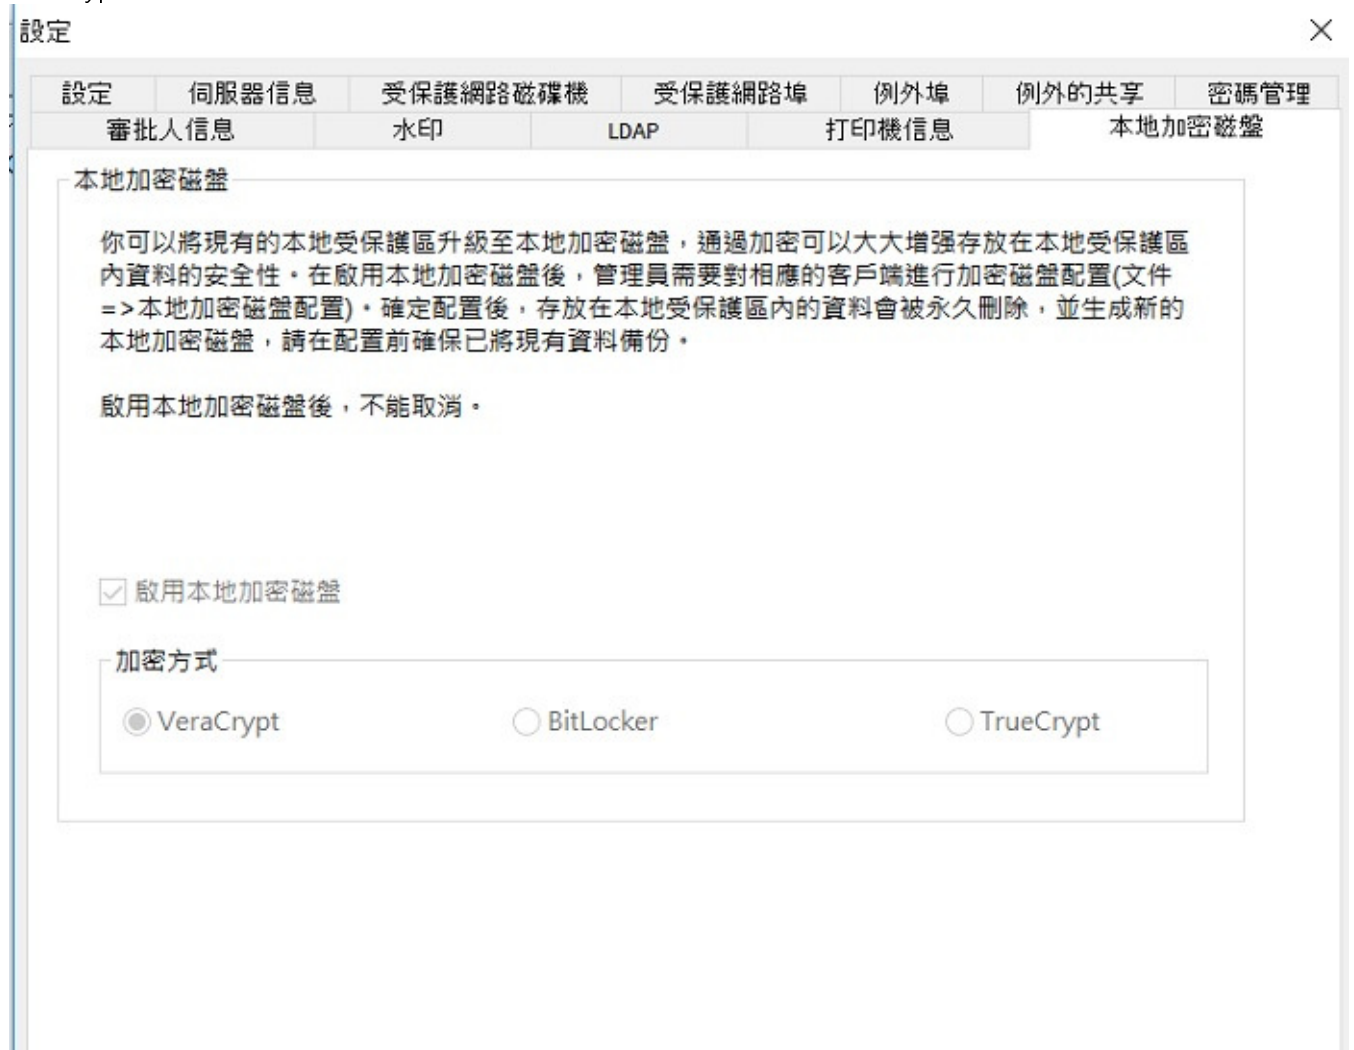 設定
設定 伺服器信息 受保護網路磁碟機 受保護網路埠 例外埠 例外的共享 密碼管理
審批人信息 水印 LDAP 打印機信息 本地加密磁盤
本地加密磁盤
你可以將現有的本地受保護區升級至本地加密磁盤，通過加密可以大大增强存放在本地受保護區
內資料的安全性。在啟用本地加密磁盤後，管理員需要對相應的客戶端進行加密磁盤配置(文件
=>本地加密磁盤配置)。確定配置後，存放在本地受保護區內的資料會被永久刪除，並生成新的
本地加密磁盤，請在配置前確保已將現有資料備份。
啟用本地加密磁盤後，不能取消。
啟用本地加密磁盤
加密方式
VeraCrypt BitLocker TrueCrypt